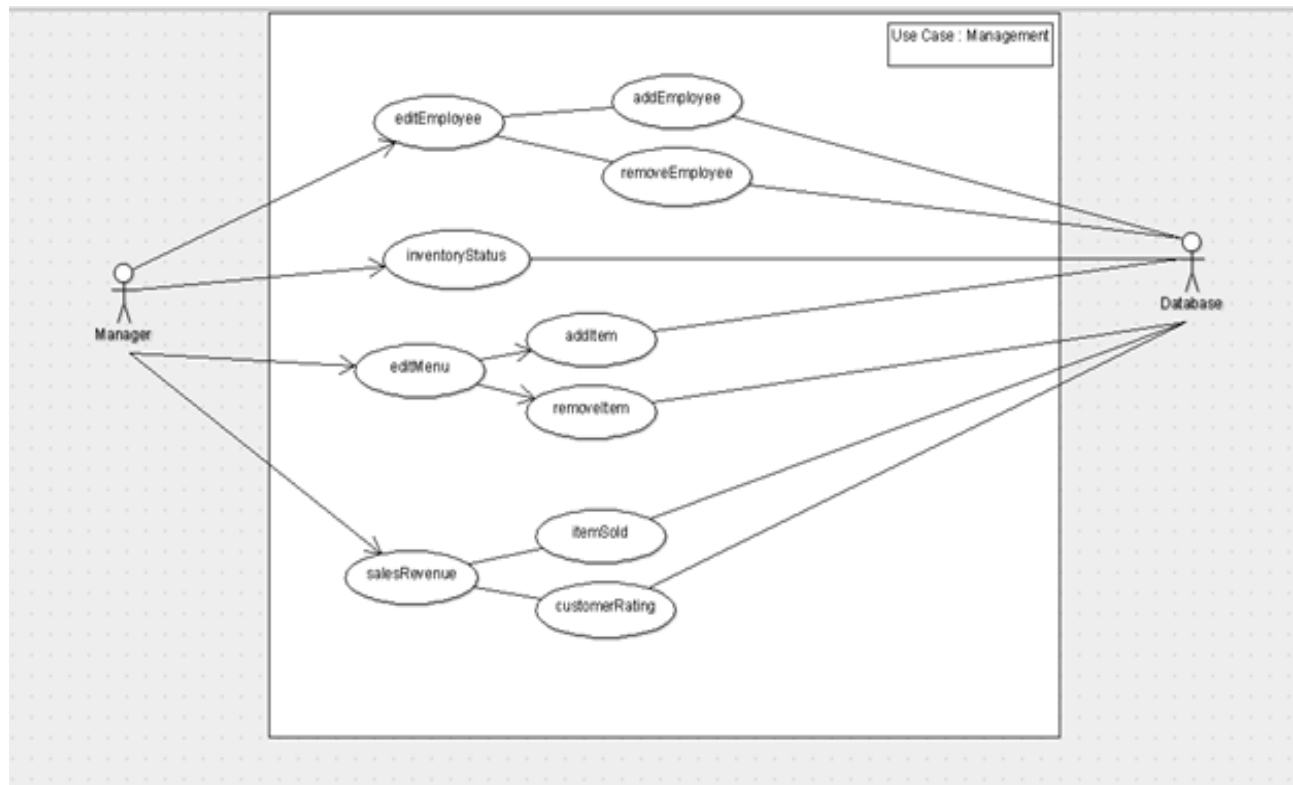 Use Case : Management
addEmployee
editEmployee
removeEmployee
inventoryStatus
Manager
Database
addItem
editMenu
removeItem
itemSold
salesRevenue
customerRating